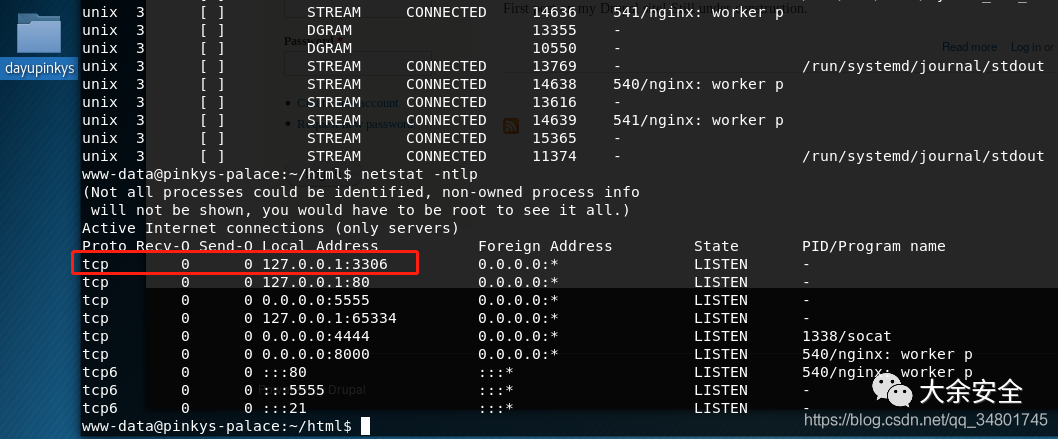 unix 3 [ ] STREAM CONNECTED 14636 541/nginx: worker p
unix 3 [ ] DGRAM 13355 -
unix 3 [ ] DGRAM 10550 -
unix 3 [ ] STREAM CONNECTED 13769 - /run/systemd/journal/stdout
unix 3 [ ] STREAM CONNECTED 14638 540/nginx: worker p
unix 3 [ ] STREAM CONNECTED 13616 -
unix 3 [ ] STREAM CONNECTED 14639 541/nginx: worker p
unix 3 [ ] STREAM 15365 -
unix 3 [ ] STREAM CONNECTED 11374 - /run/systemd/journal/stdout
www-data@pinkys-palace:~/html$ netstat -ntlp
(Not all processes could be identified, non-owned process info
will not be shown, you would have to be root to see it all.)
Active Internet connections (only servers)
Proto Recv-Q Send-Q Local Address Foreign Address State PID/Program name
tcp 0 0 127.0.0.1:3306 0.0.0.0:* LISTEN -
tcp 0 0 127.0.0.1:80 0.0.0.0:* LISTEN -
tcp 0 0 0.0.0.0:5555 0.0.0.0:* LISTEN -
tcp 0 0 127.0.0.1:65334 0.0.0.0:* LISTEN -
tcp 0 0 0.0.0.0:4444 0.0.0.0:* LISTEN 1338/socat
tcp 0 0 0.0.0.0:8000 0.0.0.0:* LISTEN 540/nginx: worker p
tcp6 0 0 :::80 :::* LISTEN 540/nginx: worker p
tcp6 0 0 :::5555 :::* LISTEN -
tcp6 0 0 :::21 :::* LISTEN -
www-data@pinkys-palace:~/html$
dayupinkys
Password
Read more Log in or
Drupal
大余安全
https://blog.csdn.net/qq_34801745